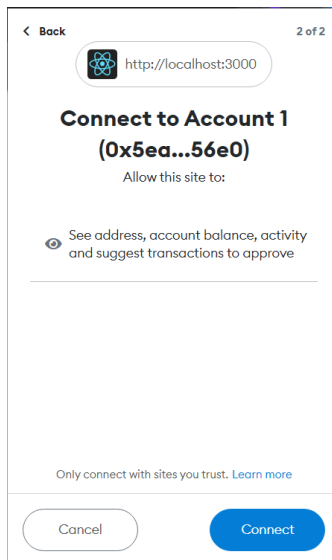 Back
2 of 2
http://localhost:3000
Connect to Account 1
(0x5ea...56e0)
Allow this site to:
See address, account balance, activity
and suggest transactions to approve
Only connect with sites you trust. Learn more
Cancel
Connect